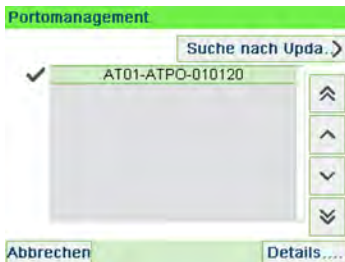 Portomanagement
Suche nach Upda..
AT01-ATPO-010120
Abbrechen
Details....